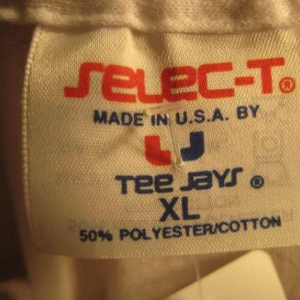 SELEC-T®
MADE IN U.S.A. BY
TEE JAYS ®
XL
50% POLYESTER/COTTON